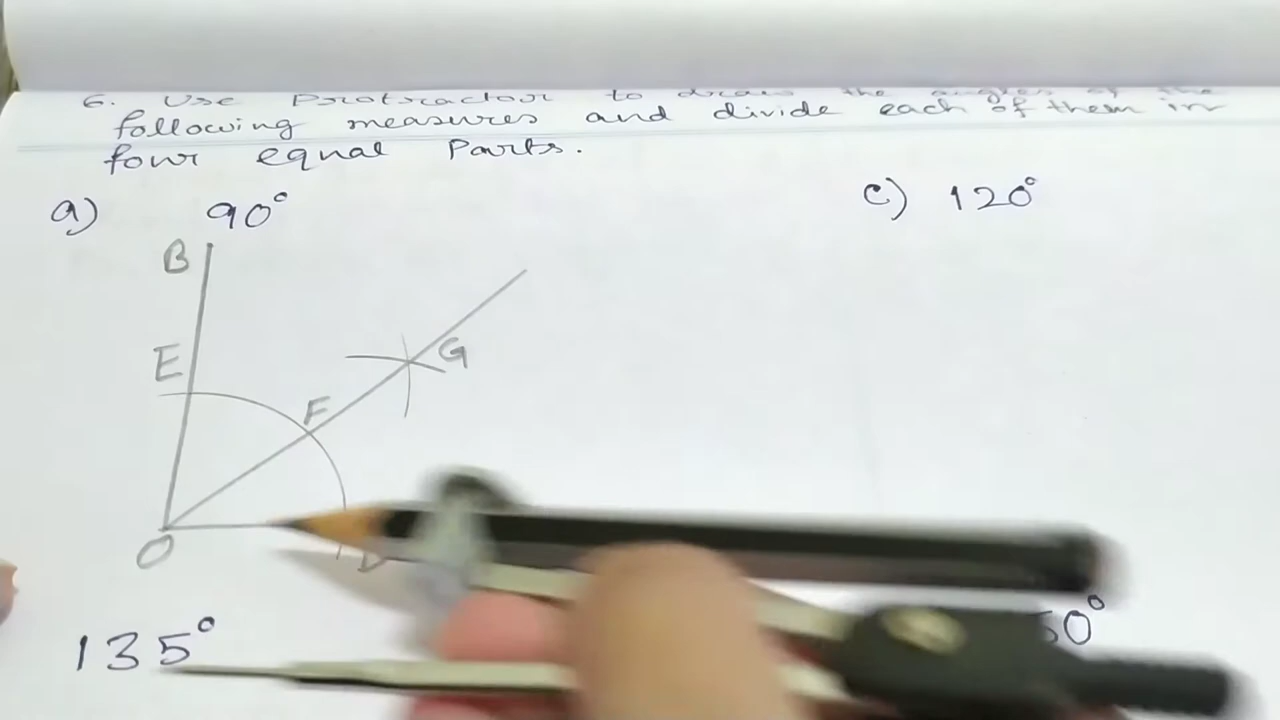 6. Use Protractor to draw the angles of the
following measures and divide each of them in
four equal Parts.
a) 90°
c) 120°
B
E
G
F
O
D
135°
50°